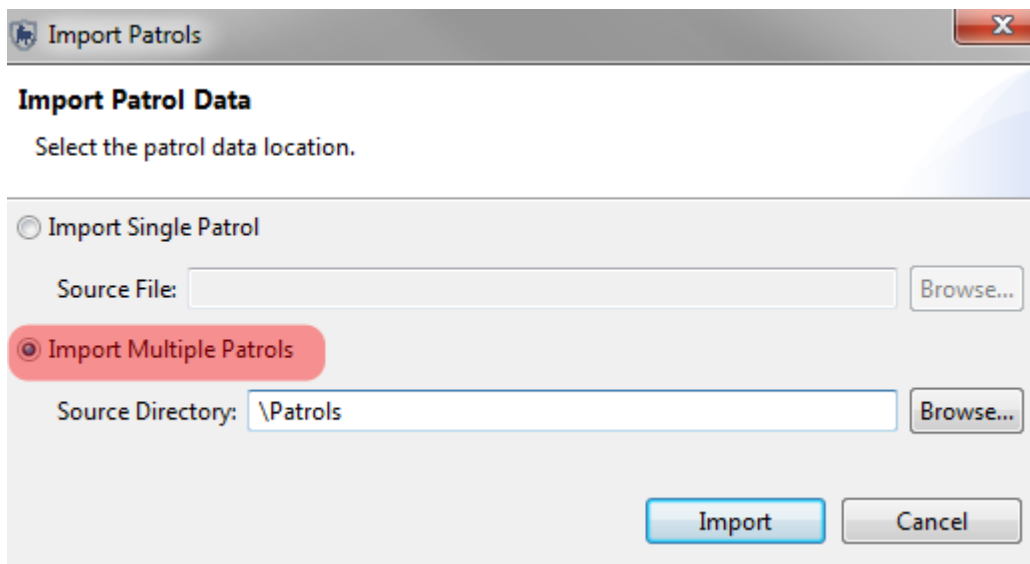 Import Patrols
Import Patrol Data
Select the patrol data location.
Import Single Patrol
Source File: Browse...
Import Multiple Patrols
Source Directory: \Patrols Browse...
Import Cancel